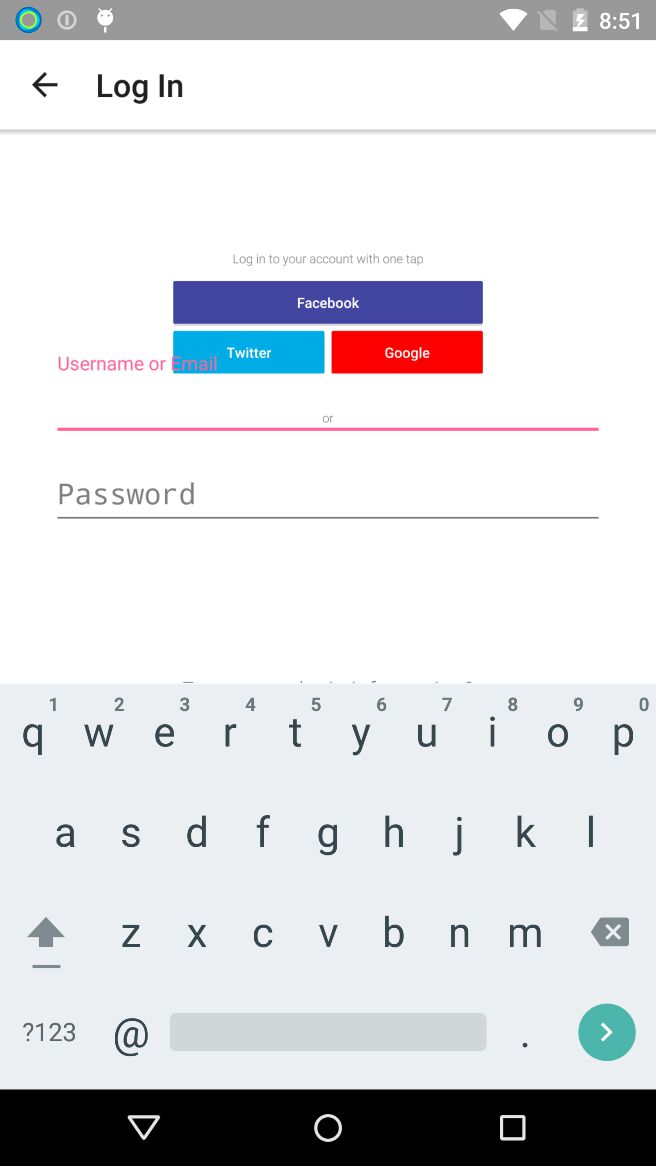 8:51
Log In
Log in to your account with one tap
Facebook
Twitter Google
Username or Email
or
Password
1 2 3 4 5 6 7 8 9 0
q w e r t y u i o p
a s d f g h j k l
z x c v b n m
?123 @ .